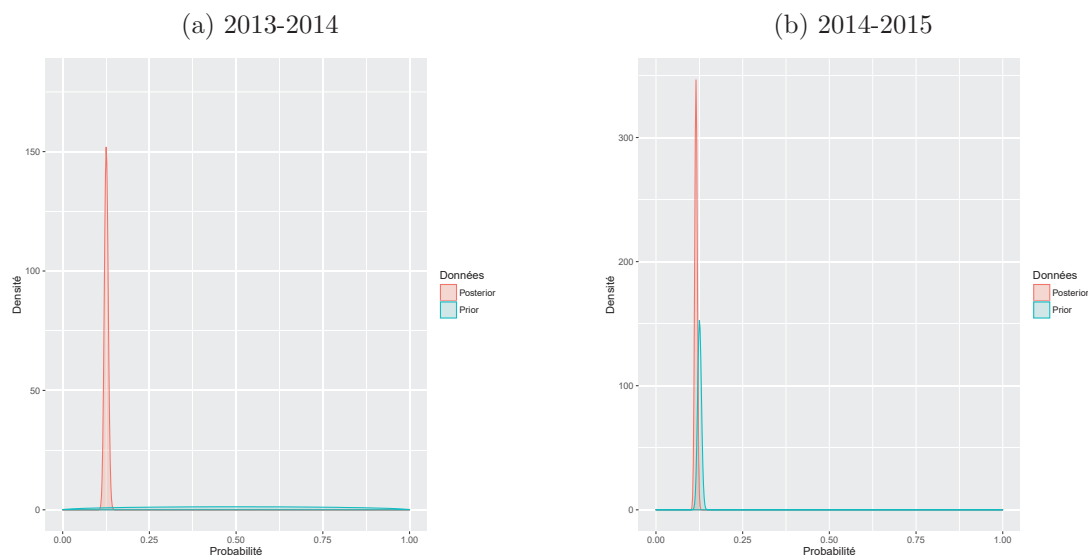 (a) 2013-2014
150
100
50
0
Densité
0.00 0.25 0.50 0.75 1.00
Probabilité
Données
Posterior
Prior
(b) 2014-2015
300
200
100
0
Densité
0.00 0.25 0.50 0.75 1.00
Probabilité
Données
Posterior
Prior